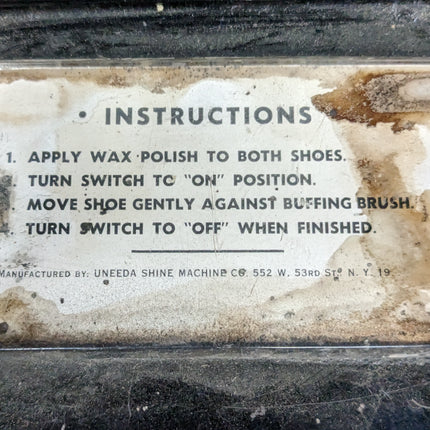 • INSTRUCTIONS
1. APPLY WAX POLISH TO BOTH SHOES.
. TURN SWITCH TO "ON" POSITION.
MOVE SHOE GENTLY AGAINST BUFFING BRUSH.
. TURN SWITCH TO "OFF" WHEN FINISHED.
MANUFACTURED BY: UNEEDA SHINE MACHINE CO. 552 W. 53RD ST. N. Y. 19